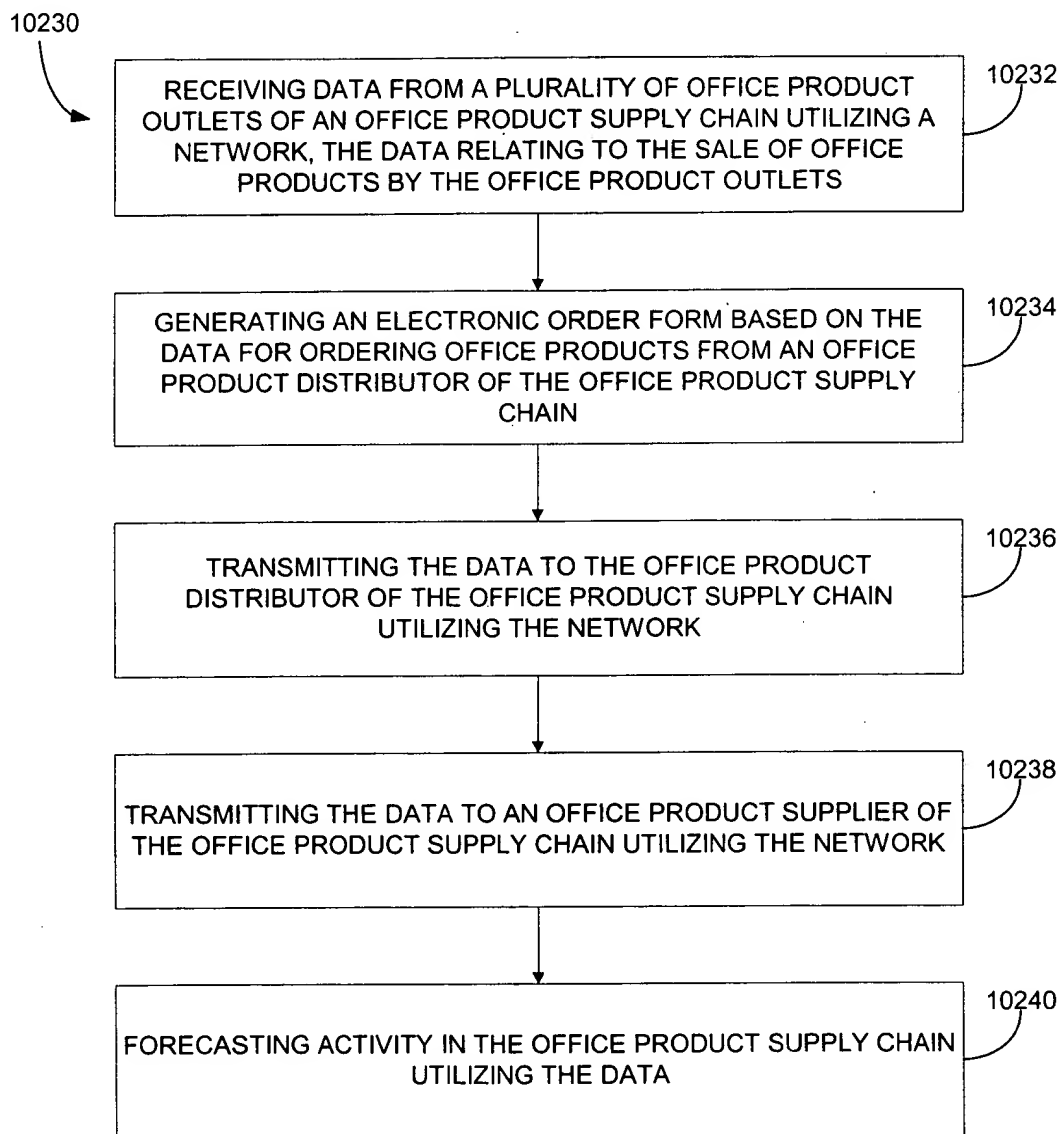 10230
RECEIVING DATA FROM A PLURALITY OF OFFICE PRODUCT
OUTLETS OF AN OFFICE PRODUCT SUPPLY CHAIN UTILIZING A
NETWORK, THE DATA RELATING TO THE SALE OF OFFICE
PRODUCTS BY THE OFFICE PRODUCT OUTLETS
10232
GENERATING AN ELECTRONIC ORDER FORM BASED ON THE
DATA FOR ORDERING OFFICE PRODUCTS FROM AN OFFICE
PRODUCT DISTRIBUTOR OF THE OFFICE PRODUCT SUPPLY
CHAIN
10234
TRANSMITTING THE DATA TO THE OFFICE PRODUCT
DISTRIBUTOR OF THE OFFICE PRODUCT SUPPLY CHAIN
UTILIZING THE NETWORK
10236
TRANSMITTING THE DATA TO AN OFFICE PRODUCT SUPPLIER OF
THE OFFICE PRODUCT SUPPLY CHAIN UTILIZING THE NETWORK
10238
FORECASTING ACTIVITY IN THE OFFICE PRODUCT SUPPLY CHAIN
UTILIZING THE DATA
10240